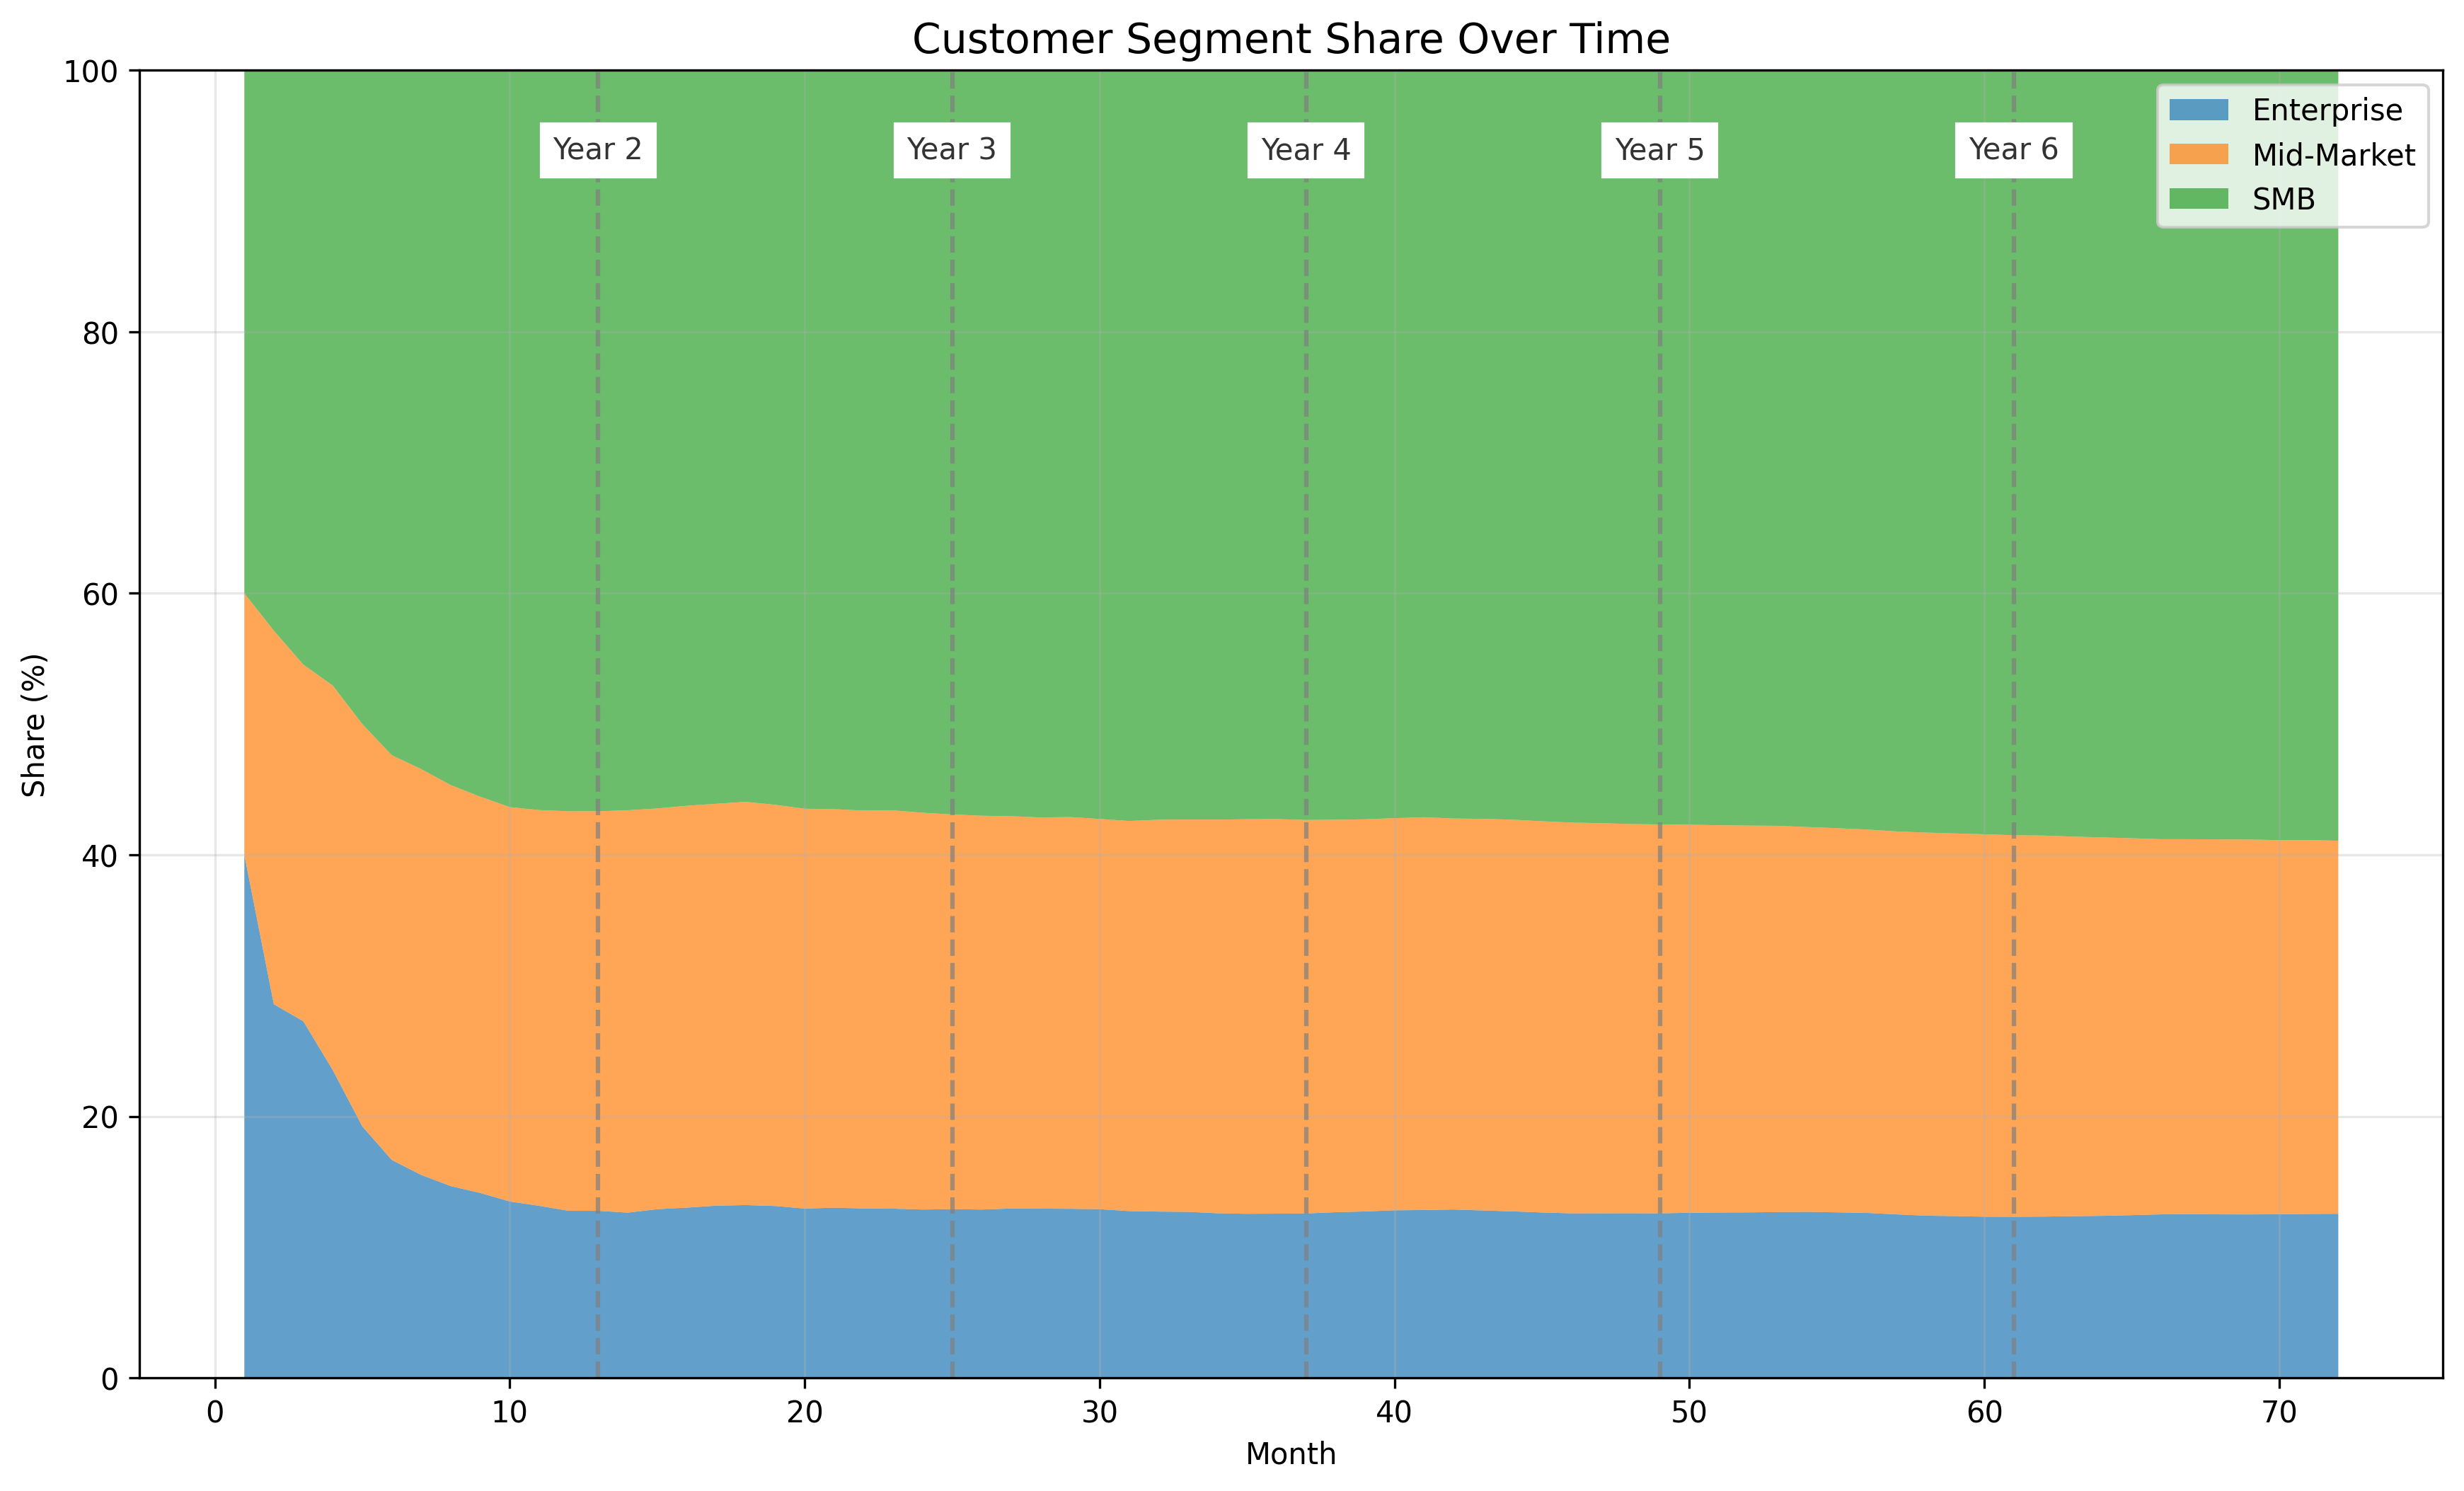 Customer Segment Share Over Time
100
80
60
40
20
0
Share (%)
Year 2
Year 3
Year 4
Year 5
Year 6
Enterprise
Mid-Market
SMB
0
10
20
30
40
50
60
70
Month